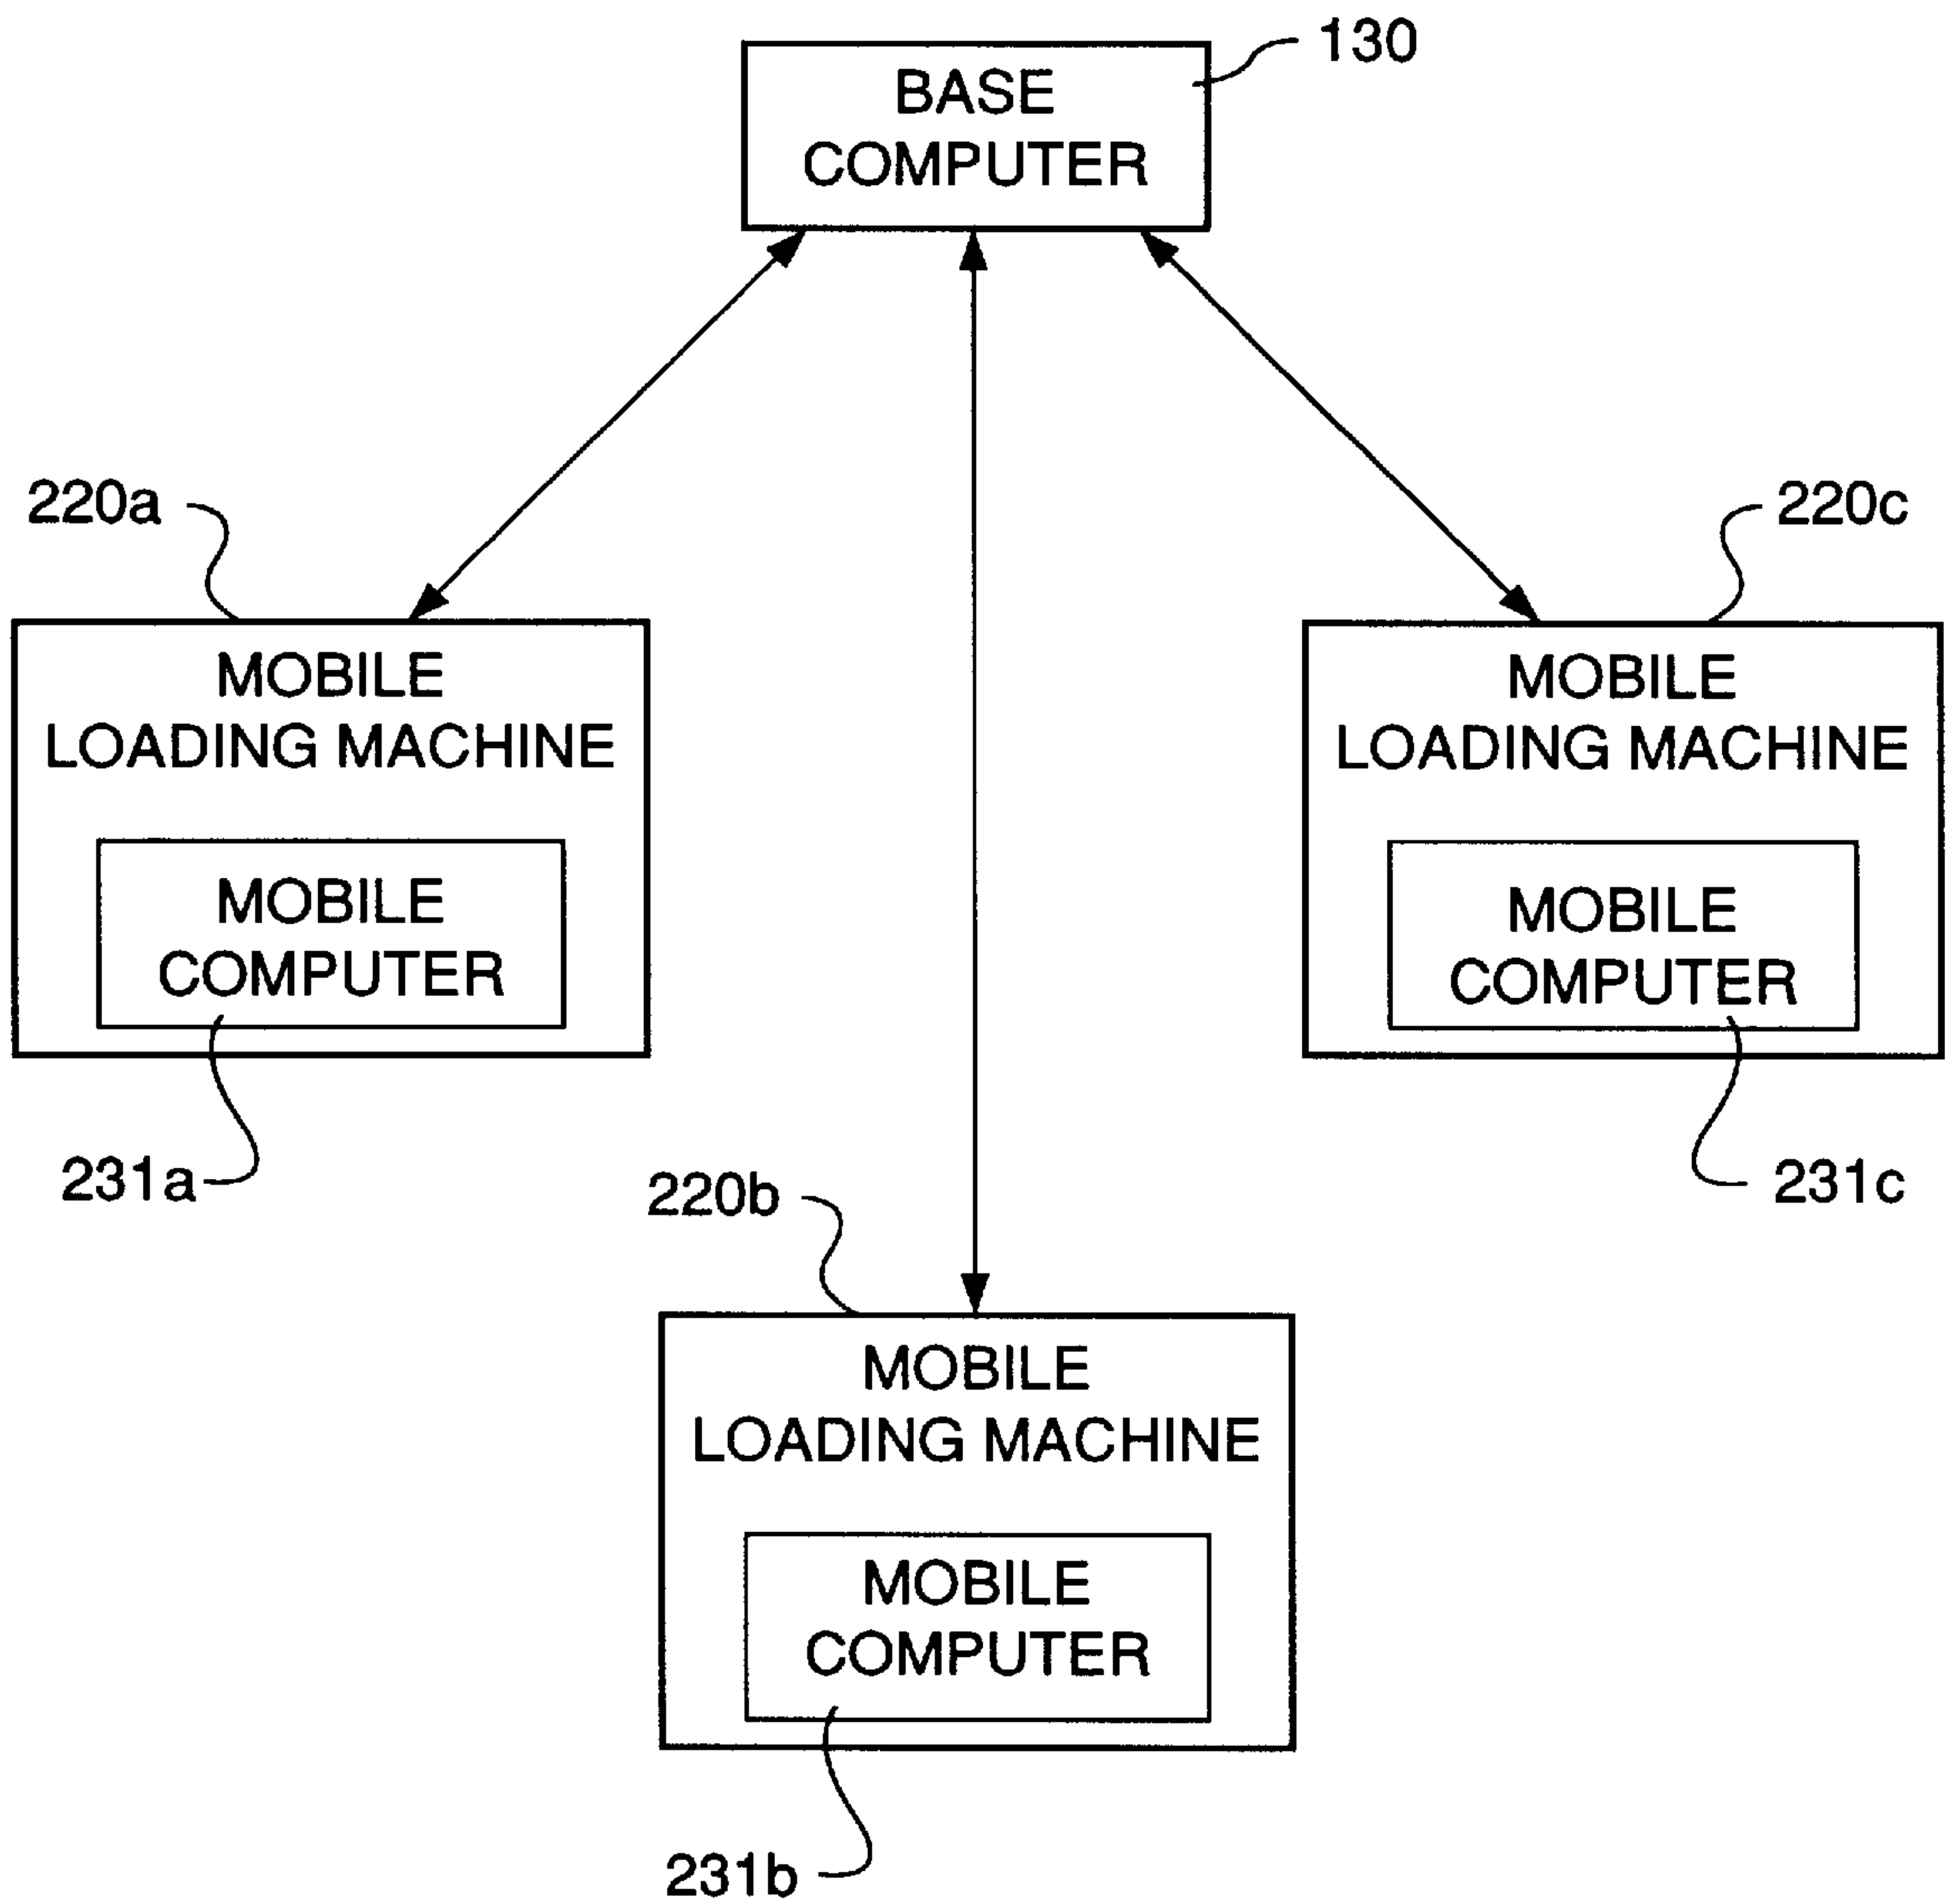 130
BASE
COMPUTER
220a
220c
MOBILE
LOADING MACHINE
MOBILE
COMPUTER
231a
MOBILE
LOADING MACHINE
MOBILE
COMPUTER
231c
220b
MOBILE
LOADING MACHINE
MOBILE
COMPUTER
231b